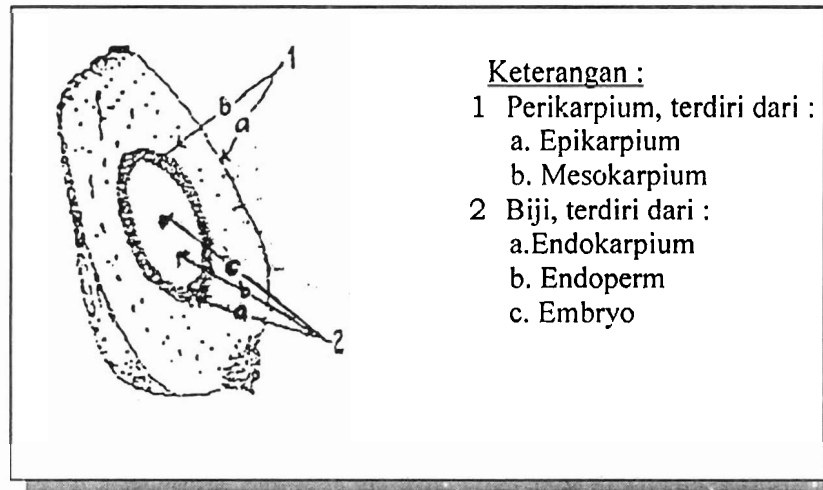 1
b
a
c
b
a
2
Keterangan :
1 Perikarpium, terdiri dari :
a. Epikarpium
b. Mesokarpium
2 Biji, terdiri dari :
a.Endokarpium
b. Endoperm
c. Embryo